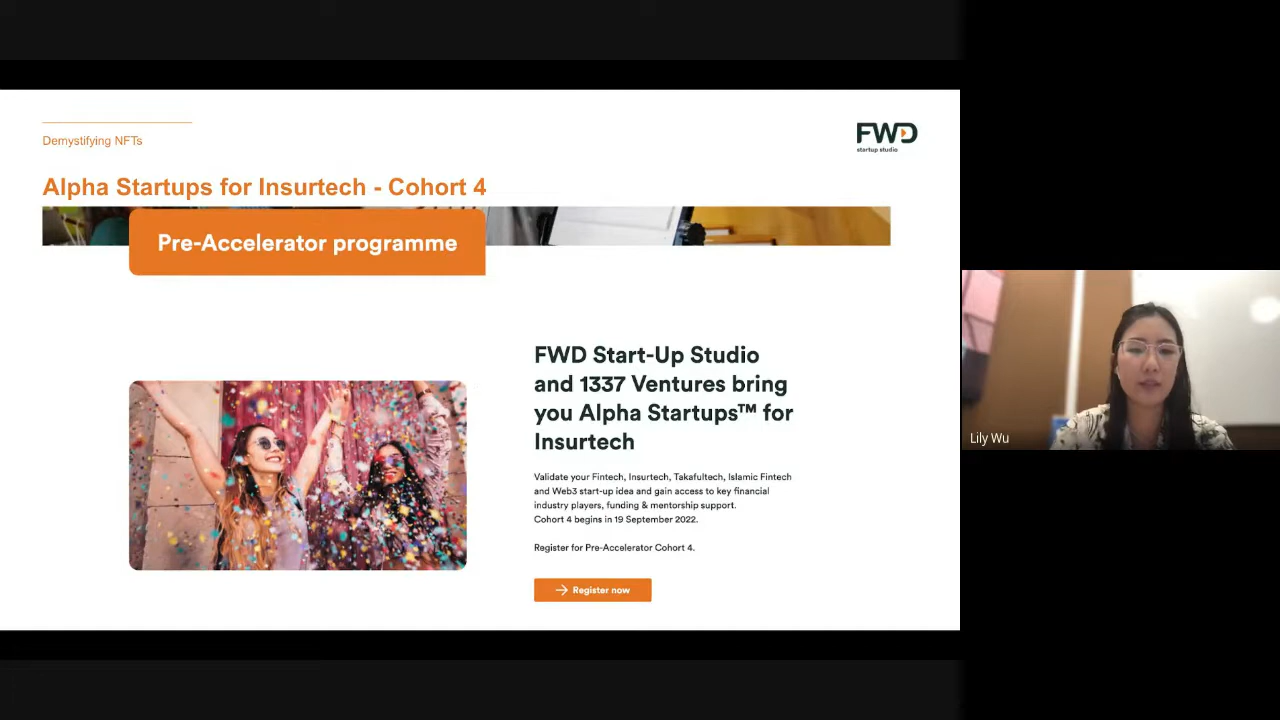 Demystifying NFTs
FWD
startup studio
Alpha Startups for Insurtech - Cohort 4
Pre-Accelerator programme
FWD Start-Up Studio
and 1337 Ventures bring
you Alpha Startups™ for
Insurtech
Validate your Fintech, Insurtech, Takafultech, Islamic Fintech
and Web3 start-up idea and gain access to key financial
industry players, funding & mentorship support.
Cohort 4 begins in 19 September 2022.
Register for Pre-Accelerator Cohort 4.
→ Register now
Lily Wu